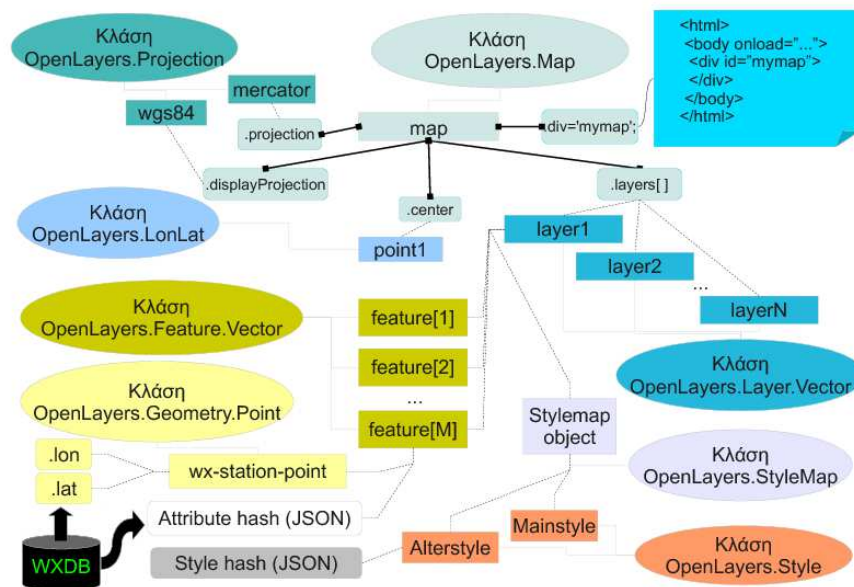 Κλάση
OpenLayers.Projection
Κλάση
OpenLayers.Map
<html>
<body onload="...">
<div id="mymap">
</div>
</body>
</html>
mercator
wgs84
.projection
map
.div='mymap';
.displayProjection
.center
.layers[ ]
Κλάση
OpenLayers.LonLat
point1
layer1
layer2
...
layerN
Κλάση
OpenLayers.Feature.Vector
feature[1]
feature[2]
...
feature[M]
Κλάση
OpenLayers.Layer.Vector
Κλάση
OpenLayers.Geometry.Point
Stylemap
object
.lon
.lat
wx-station-point
Κλάση
OpenLayers.StyleMap
Attribute hash (JSON)
Mainstyle
WXDB
Style hash (JSON)
Alterstyle
Κλάση
OpenLayers.Style